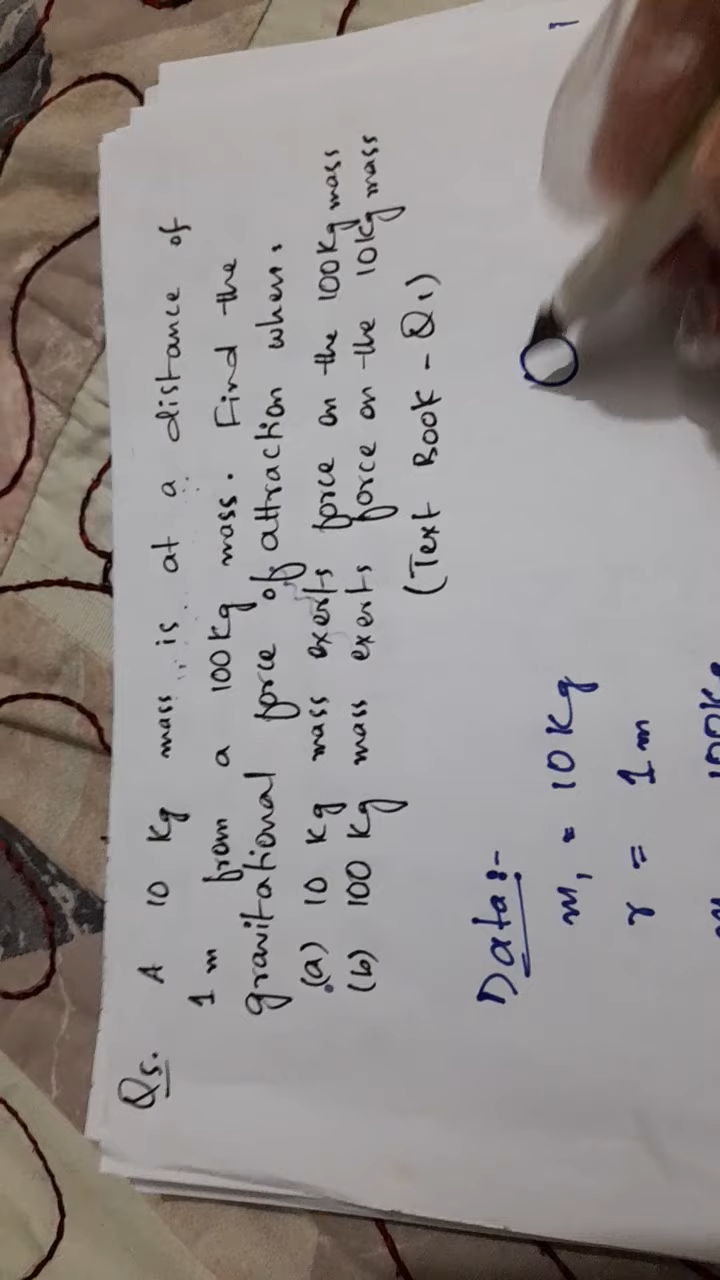 Q5. A 10 Kg mass is at a distance of
1 m from a 100 Kg mass. Find the
gravitational force of attraction when:
(a) 10 Kg mass exerts force on the 100 Kg mass
(b) 100 Kg mass exerts force on the 10 Kg mass
(Text Book - Q1)
Data:-
m₁ = 10 Kg
r = 1 m